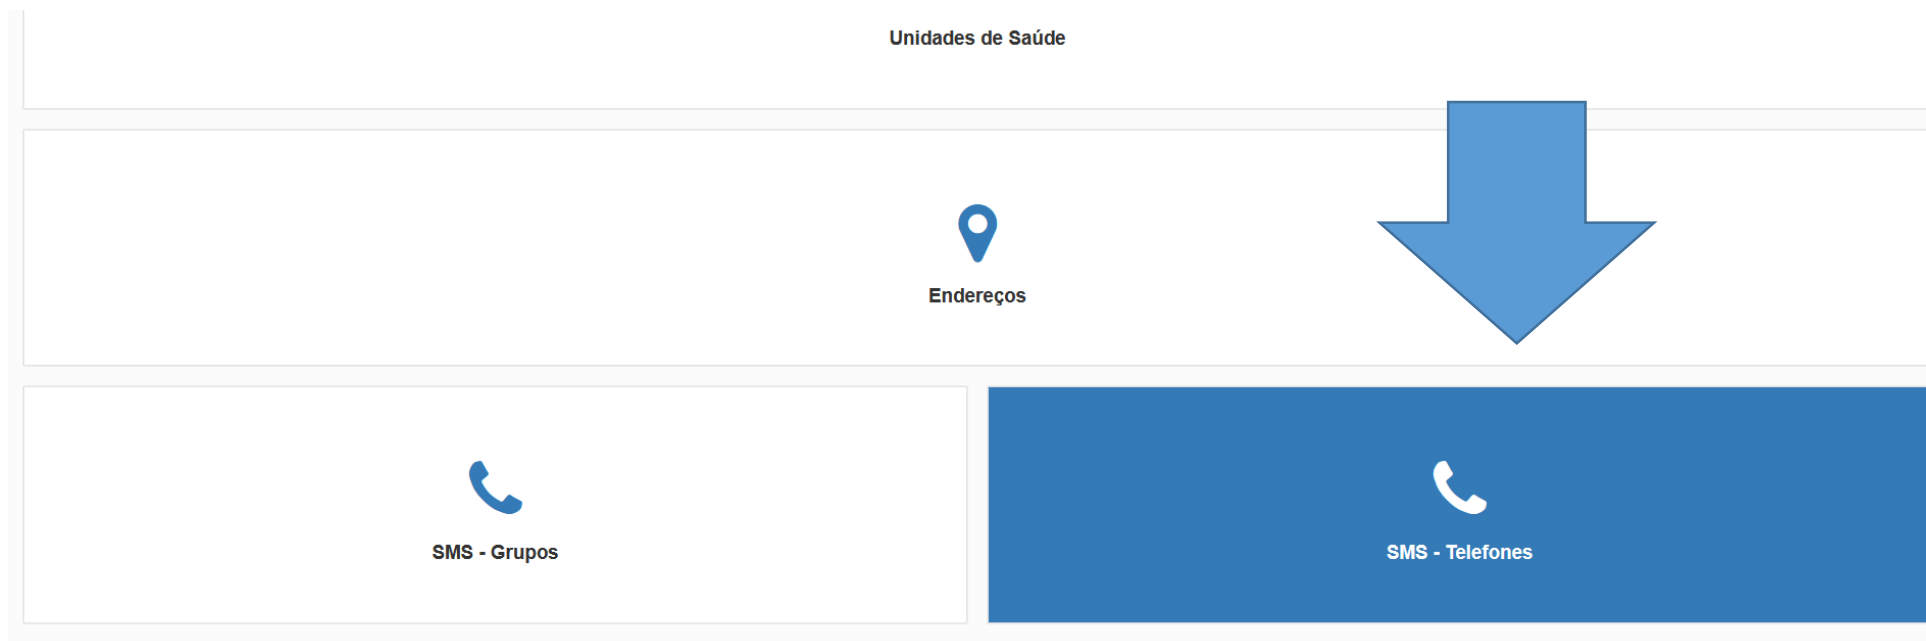 Unidades de Saúde
Endereços
SMS - Grupos
SMS - Telefones